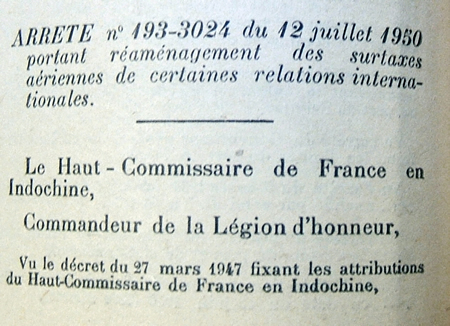 ARRETE n° 193-3024 du 12 juillet 1950
portant réaménagement des surtaxes
aériennes de certaines relations interna-
tionales.
Le Haut-Commissaire de France en
Indochine,
Commandeur de la Légion d'honneur,
Vu le décret du 27 mars 1947 fixant les attributions
du Haut-Commissaire de France en Indochine,